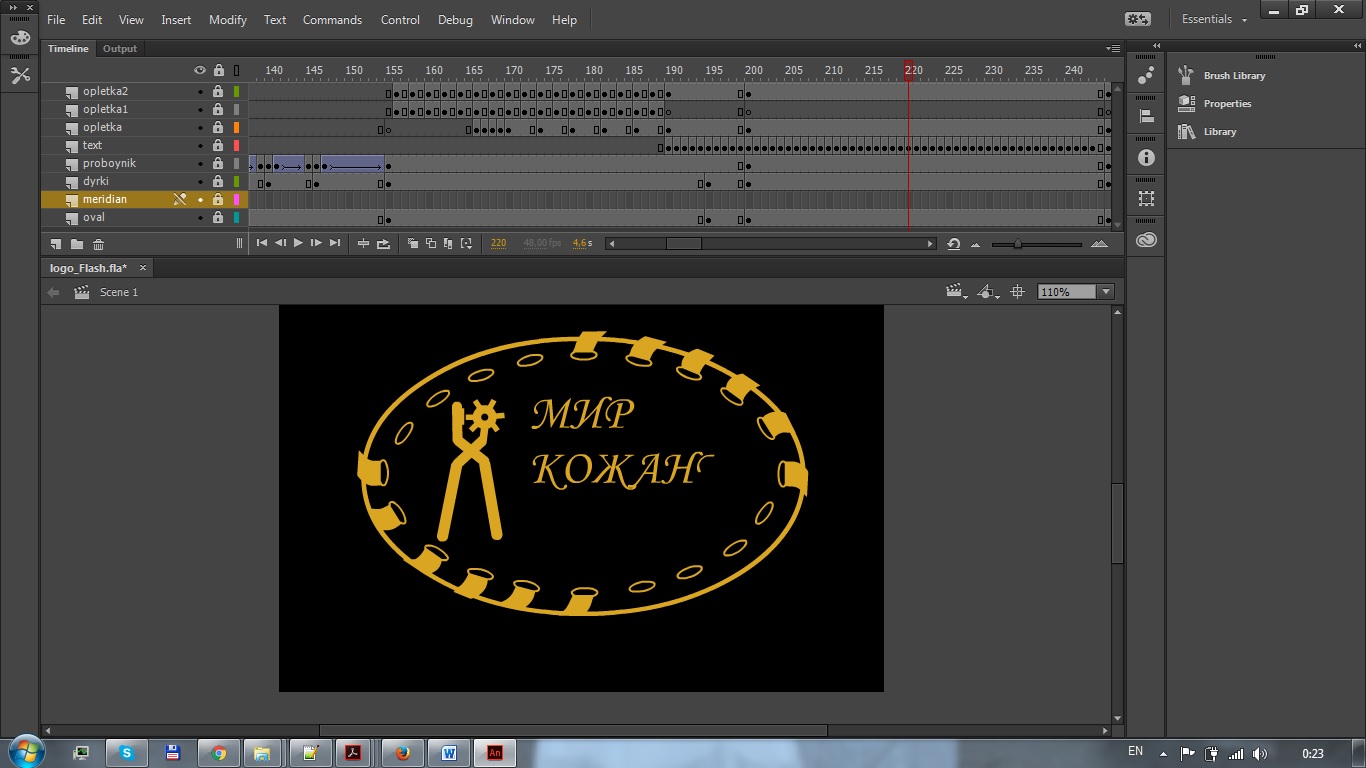 File Edit View Insert Modify Text Commands Control Debug Window Help
Essentials
Timeline Output
140 145 150 155 160 165 170 175 180 185 190 195 200 205 210 215 220 225 230 235 240
opletka2
opletka1
opletka
text
proboynik
dyrki
meridian
oval
220 48,00 fps 4,6 s
Brush Library
Properties
Library
logo_Flash.fla* ×
Scene 1
110%
МИР
КОЖАН
S W An
EN 0:23